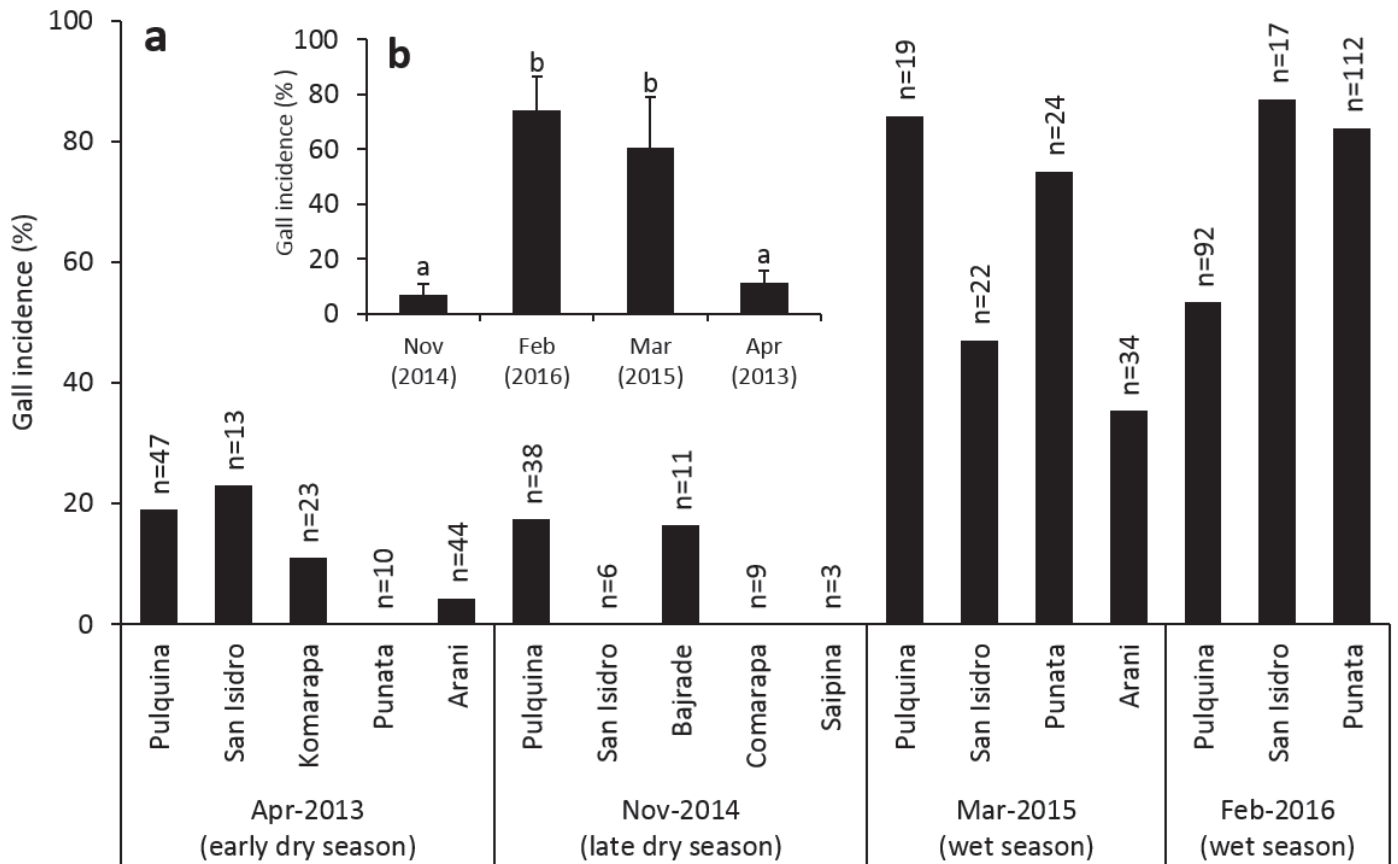 a
Gall incidence (%)
100
80
60
40
20
0
n=47
n=13
n=23
n=10
n=44
n=38
n=6
n=11
n=9
n=3
n=19
n=22
n=24
n=34
n=92
n=17
n=112
Pulquina
San Isidro
Komarapa
Punata
Arani
Pulquina
San Isidro
Bajrade
Comarapa
Saipina
Pulquina
San Isidro
Punata
Arani
Pulquina
San Isidro
Punata
Apr-2013
(early dry season)
Nov-2014
(late dry season)
Mar-2015
(wet season)
Feb-2016
(wet season)
b
Gall incidence (% )
100
80
60
40
20
0
a
b
b
a
Nov
(2014)
Feb
(2016)
Mar
(2015)
Apr
(2013)